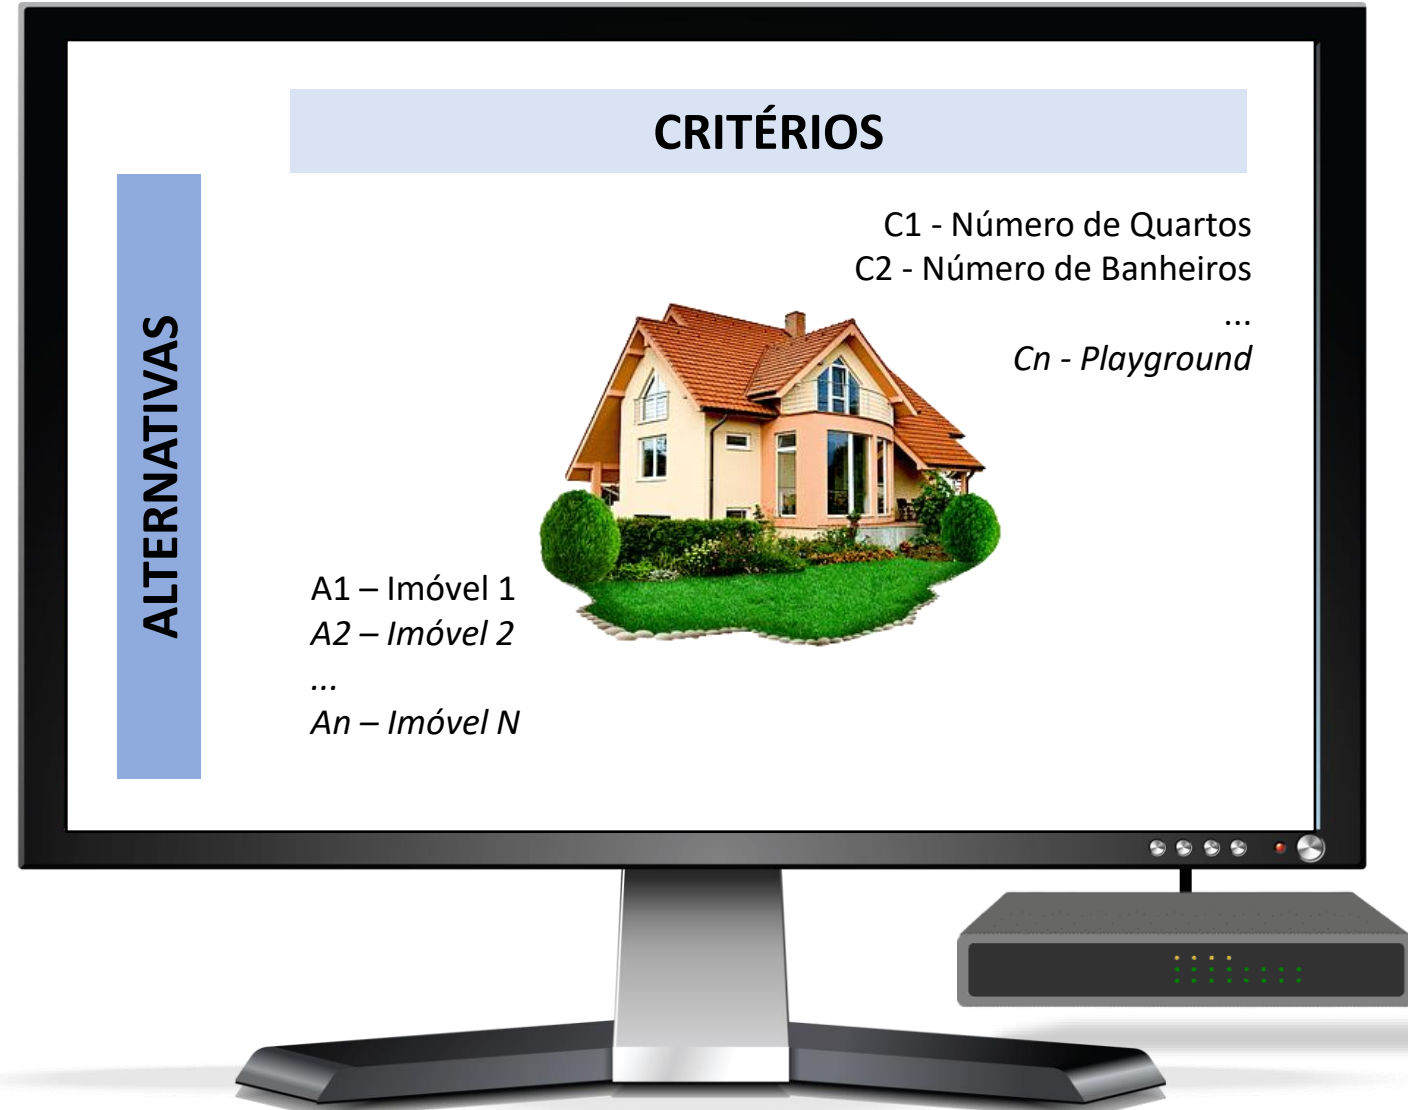 CRITÉRIOS
C1 - Número de Quartos
C2 - Número de Banheiros
...
Cn - Playground
ALTERNATIVAS
A1 – Imóvel 1
A2 – Imóvel 2
...
An – Imóvel N